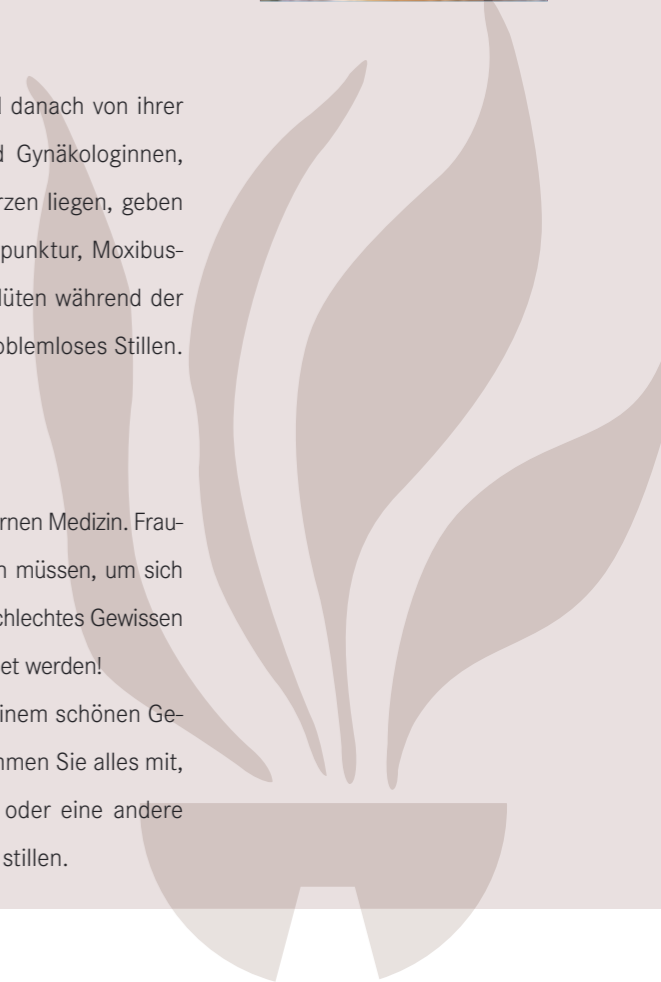 danach von ihrer
Gynäkologinnen,
rzen liegen, geben
punktur, Moxibus-
lüten während der
oblemloses Stillen.
rnen Medizin. Frau-
n müssen, um sich
chlechtes Gewissen
et werden!
inem schönen Ge-
nmen Sie alles mit,
oder eine andere
stillen.